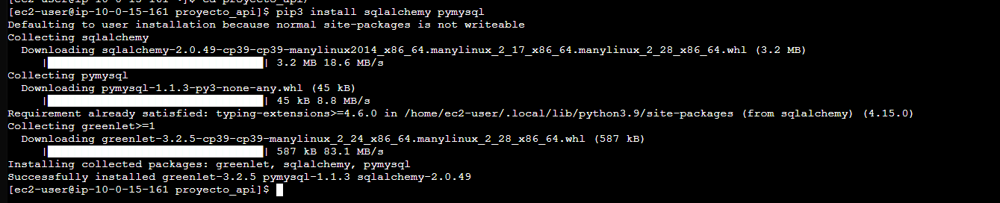 [ec2-user@ip-10-0-15-161 ~]$ cd proyecto_api/
[ec2-user@ip-10-0-15-161 proyecto_api]$ pip3 install sqlalchemy pymysql
Defaulting to user installation because normal site-packages is not writeable
Collecting sqlalchemy
  Downloading sqlalchemy-2.0.49-cp39-cp39-manylinux2014_x86_64.manylinux_2_17_x86_64.manylinux_2_28_x86_64.whl (3.2 MB)
     |████████████████████████████████| 3.2 MB 18.6 MB/s
Collecting pymysql
  Downloading pymysql-1.1.3-py3-none-any.whl (45 kB)
     |████████████████████████████████| 45 kB 8.8 MB/s
Requirement already satisfied: typing-extensions>=4.6.0 in /home/ec2-user/.local/lib/python3.9/site-packages (from sqlalchemy) (4.15.0)
Collecting greenlet>=1
  Downloading greenlet-3.2.5-cp39-cp39-manylinux_2_24_x86_64.manylinux_2_28_x86_64.whl (587 kB)
     |████████████████████████████████| 587 kB 83.1 MB/s
Installing collected packages: greenlet, sqlalchemy, pymysql
Successfully installed greenlet-3.2.5 pymysql-1.1.3 sqlalchemy-2.0.49
[ec2-user@ip-10-0-15-161 proyecto_api]$